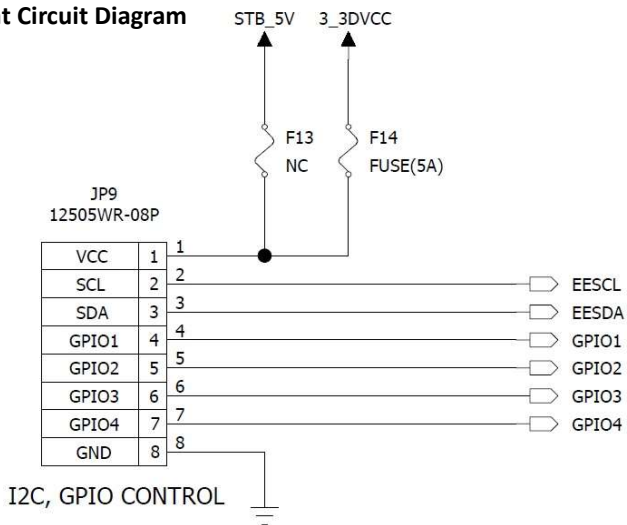 t Circuit Diagram
STB_5V 3_3DVCC
F13 F14
NC FUSE(5A)
JP9
12505WR-08P
VCC 1 1
SCL 2 2 EESCL
SDA 3 3 EESDA
GPIO1 4 4 GPIO1
GPIO2 5 5 GPIO2
GPIO3 6 6 GPIO3
GPIO4 7 7 GPIO4
GND 8 8
I2C, GPIO CONTROL